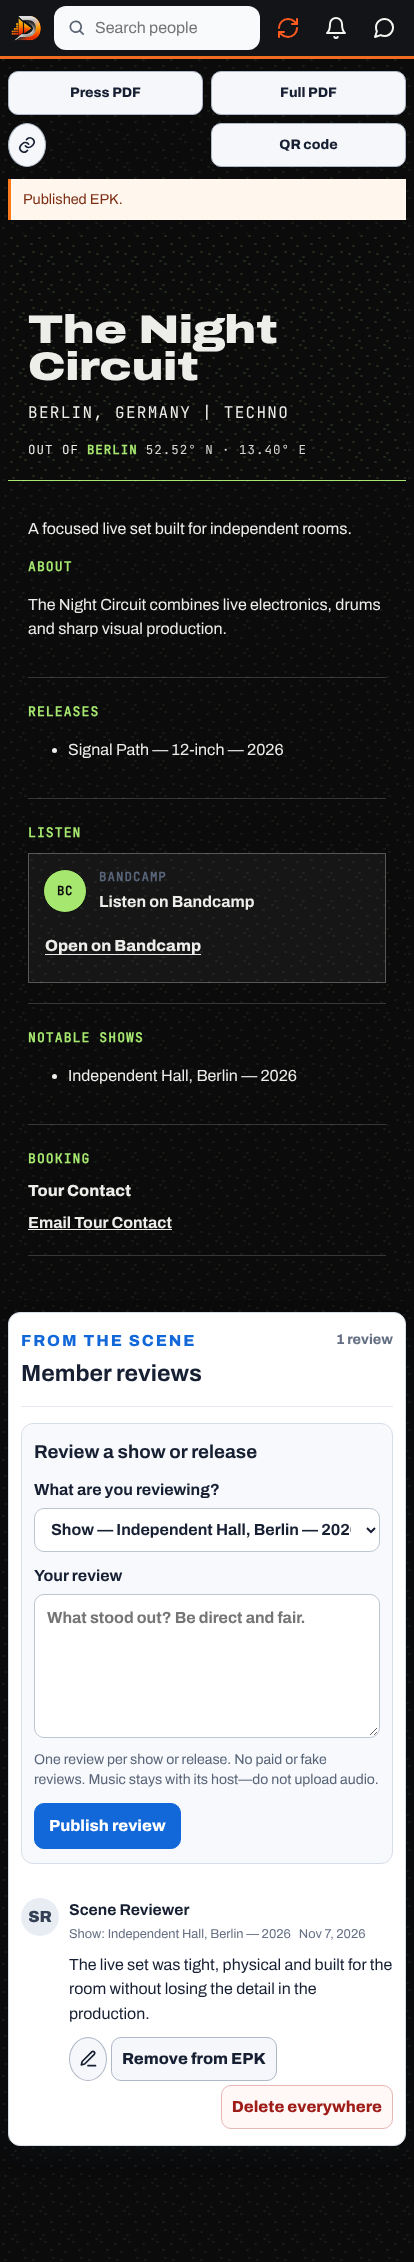 Search people
Press PDF
Full PDF
QR code
Published EPK.
The Night
Circuit
BERLIN, GERMANY | TECHNO
OUT OF BERLIN 52.52° N · 13.40° E
A focused live set built for independent rooms.
ABOUT
The Night Circuit combines live electronics, drums
and sharp visual production.
RELEASES
• Signal Path — 12-inch — 2026
LISTEN
BC
BANDCAMP
Listen on Bandcamp
Open on Bandcamp
NOTABLE SHOWS
• Independent Hall, Berlin — 2026
BOOKING
Tour Contact
Email Tour Contact
FROM THE SCENE
1 review
Member reviews
Review a show or release
What are you reviewing?
Show — Independent Hall, Berlin — 202
Your review
What stood out? Be direct and fair.
One review per show or release. No paid or fake
reviews. Music stays with its host—do not upload audio.
Publish review
SR
Scene Reviewer
Show: Independent Hall, Berlin — 2026 Nov 7, 2026
The live set was tight, physical and built for the
room without losing the detail in the
production.
Remove from EPK
Delete everywhere